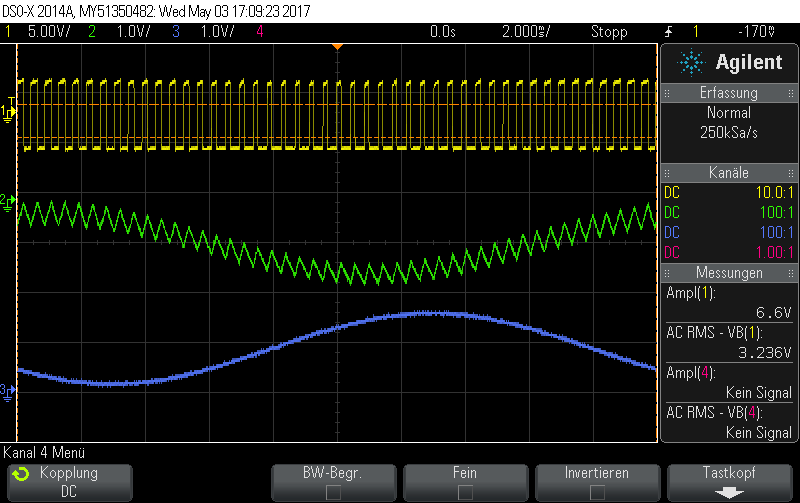 DSO-X 2014A, MY51350482: Wed May 03 17:09:23 2017
1 5.00V/ 2 1.0V/ 3 1.0V/ 4 0.0s 2.000s/ Stopp 1 -170V
Agilent
Erfassung
Normal
250kSa/s
Kanäle
DC 10.0:1
DC 100:1
DC 100:1
DC 1.00:1
Messungen
Ampl(1):
6.6V
AC RMS - VB(1):
3.236V
Ampl(4):
Kein Signal
AC RMS - VB(4):
Kein Signal
1
T
2
3
Kanal 4 Menü
Kopplung
DC
BW-Begr.
Fein
Invertieren
Tastkopf